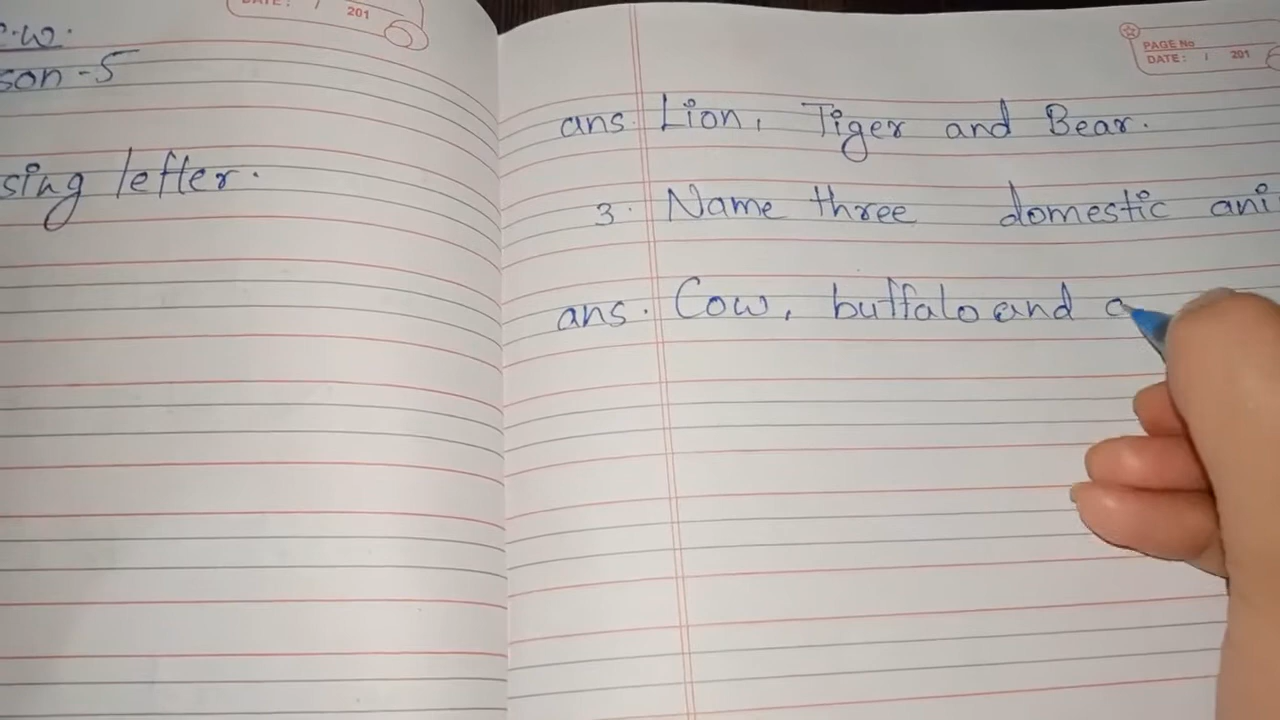 c.w.
son - 5
sing letter.
DATE: / 201
PAGE No
DATE: / 201
ans. Lion, Tiger and Bear.
3. Name three domestic ani
ans. Cow, buffalo and